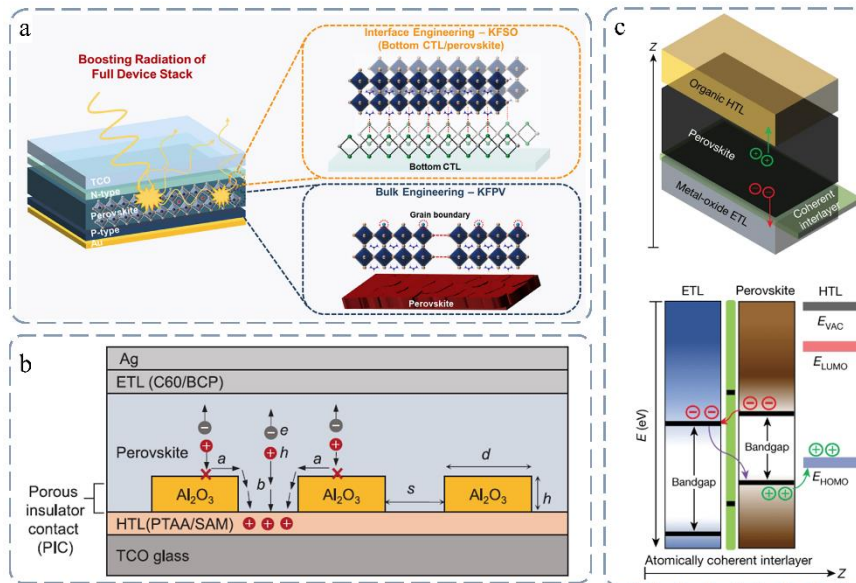 a
Boosting Radiation of
Full Device Stack
TCO
N-type
Perovskite
P-type
Au
Interface Engineering – KFSO
(Bottom CTL/perovskite)
Bottom CTL
Bulk Engineering – KFPV
Grain boundary
Perovskite
b
Ag
ETL (C60/BCP)
Perovskite
e
h
a
a
b
s
d
h
Al₂O₃
Al₂O₃
Al₂O₃
Porous
insulator
contact
(PIC)
HTL(PTAA/SAM)
TCO glass
c
Z
Organic HTL
Perovskite
Metal-oxide ETL
Coherent
interlayer
ETL
Perovskite
HTL
E_VAC
E_LUMO
E (eV)
Bandgap
Bandgap
E_HOMO
Atomically coherent interlayer
Z